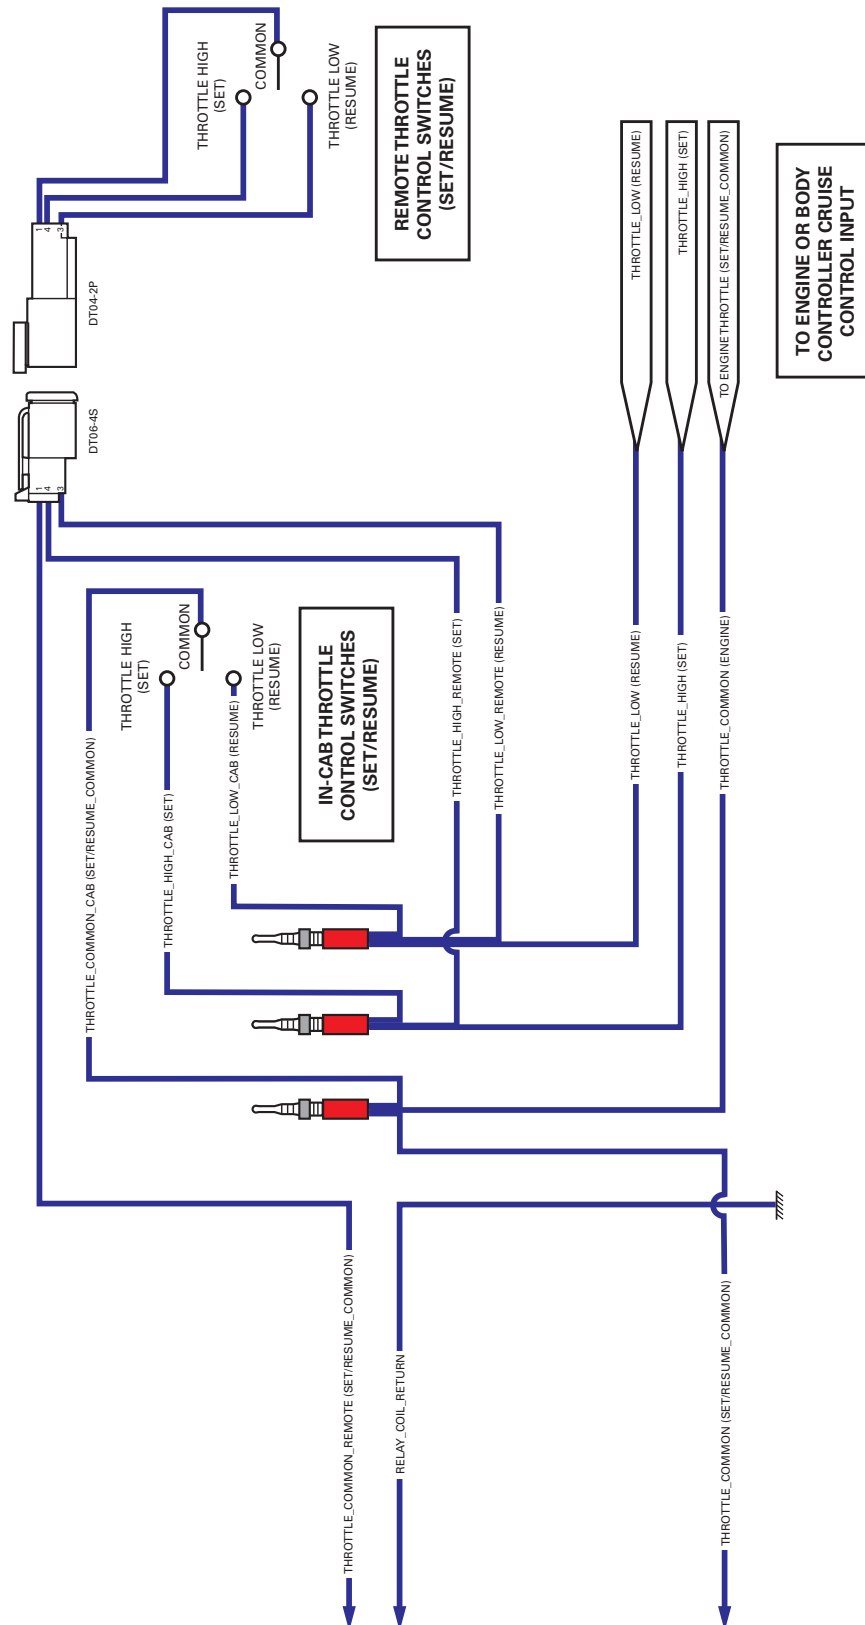 THROTTLE HIGH
(SET)
COMMON
THROTTLE LOW
(RESUME)
REMOTE THROTTLE
CONTROL SWITCHES
(SET/RESUME)
1
4
3
DT04-2P
1
4
3
DT06-4S
THROTTLE_LOW (RESUME)
THROTTLE_HIGH (SET)
TO ENGINE THROTTLE (SET/RESUME_COMMON)
TO ENGINE OR BODY
CONTROLLER CRUISE
CONTROL INPUT
THROTTLE HIGH
(SET)
COMMON
THROTTLE LOW
(RESUME)
IN-CAB THROTTLE
CONTROL SWITCHES
(SET/RESUME)
THROTTLE_COMMON_CAB (SET/RESUME_COMMON)
THROTTLE_HIGH_CAB (SET)
THROTTLE_LOW_CAB (RESUME)
THROTTLE_HIGH_REMOTE (SET)
THROTTLE_LOW_REMOTE (RESUME)
THROTTLE_LOW (RESUME)
THROTTLE_HIGH (SET)
THROTTLE_COMMON (ENGINE)
THROTTLE_COMMON_REMOTE (SET/RESUME_COMMON)
RELAY_COIL_RETURN
THROTTLE_COMMON (SET/RESUME_COMMON)